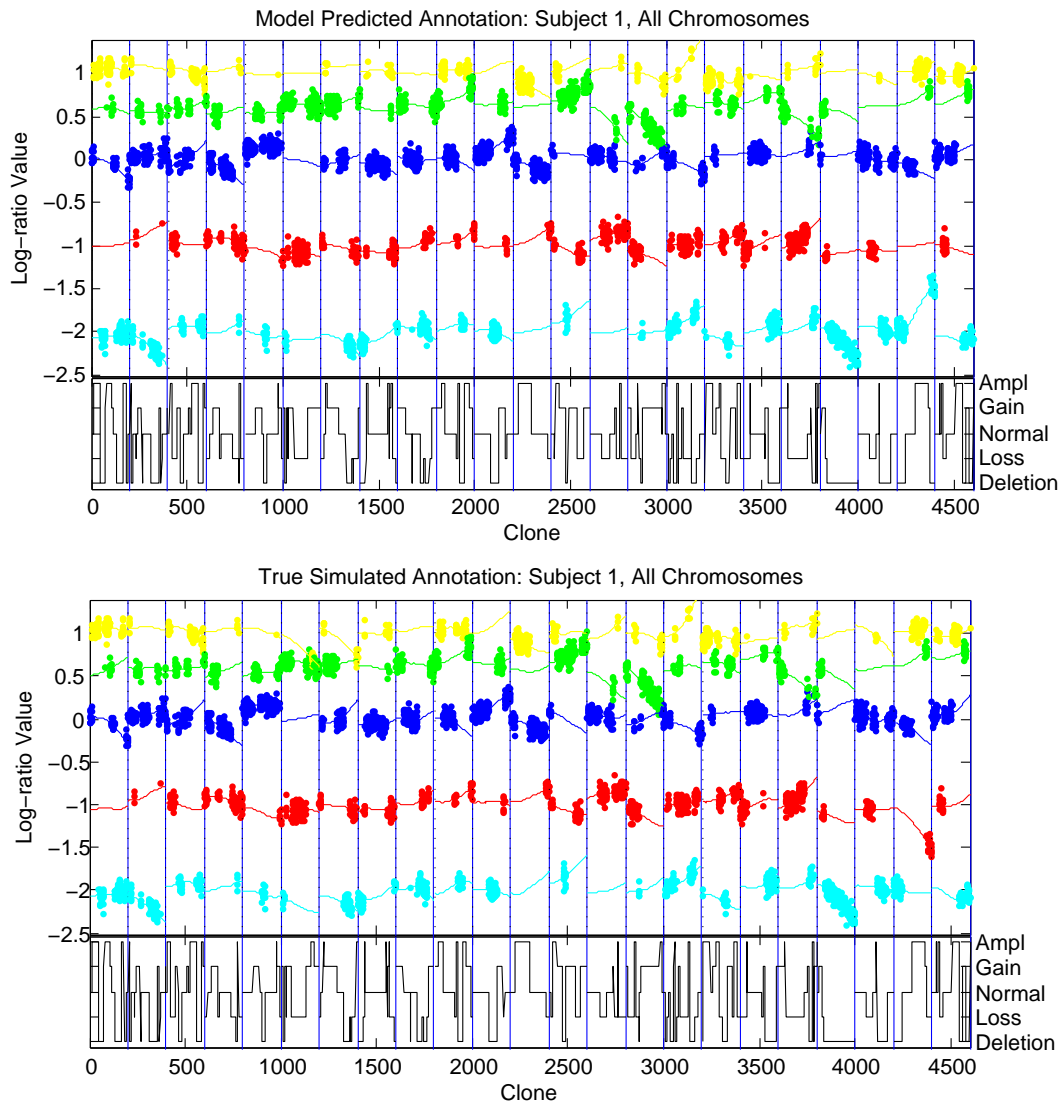 Model Predicted Annotation: Subject 1, All Chromosomes
Log-ratio Value
1
0.5
0
−0.5
−1
−1.5
−2
−2.5
Ampl
Gain
Normal
Loss
Deletion
0 500 1000 1500 2000 2500 3000 3500 4000 4500
Clone
True Simulated Annotation: Subject 1, All Chromosomes
Log-ratio Value
1
0.5
0
−0.5
−1
−1.5
−2
−2.5
Ampl
Gain
Normal
Loss
Deletion
0 500 1000 1500 2000 2500 3000 3500 4000 4500
Clone